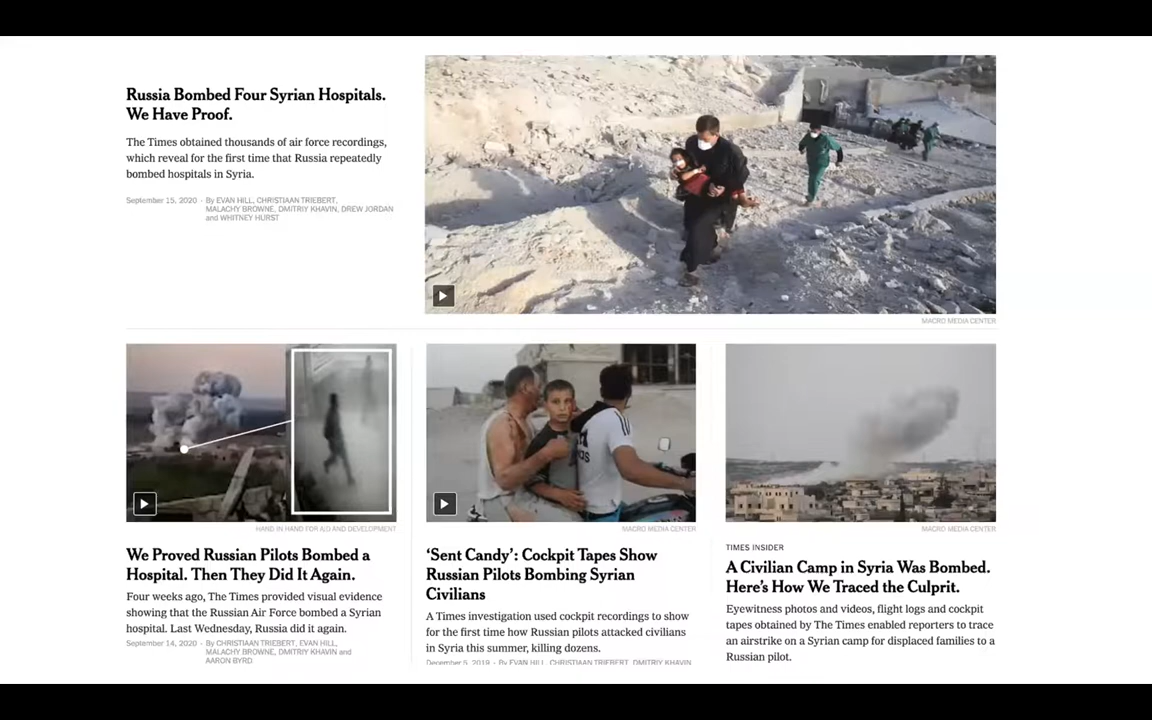 Russia Bombed Four Syrian Hospitals.
We Have Proof.
The Times obtained thousands of air force recordings,
which reveal for the first time that Russia repeatedly
bombed hospitals in Syria.
September 15, 2020 · By EVAN HILL, CHRISTIAAN TRIEBERT,
MALACHY BROWNE, DMITRIY KHAVIN, DREW JORDAN
and WHITNEY HURST
MACRO MEDIA CENTER
HAND IN HAND FOR AID AND DEVELOPMENT
We Proved Russian Pilots Bombed a
Hospital. Then They Did It Again.
Four weeks ago, The Times provided visual evidence
showing that the Russian Air Force bombed a Syrian
hospital. Last Wednesday, Russia did it again.
September 14, 2020 · By CHRISTIAAN TRIEBERT, EVAN HILL,
MALACHY BROWNE, DMITRIY KHAVIN and
AARON BYRD
MACRO MEDIA CENTER
‘Sent Candy’: Cockpit Tapes Show
Russian Pilots Bombing Syrian
Civilians
A Times investigation used cockpit recordings to show
for the first time how Russian pilots attacked civilians
in Syria this summer, killing dozens.
December 5, 2019 · By EVAN HILL, CHRISTIAAN TRIEBERT, DMITRIY KHAVIN
MACRO MEDIA CENTER
TIMES INSIDER
A Civilian Camp in Syria Was Bombed.
Here’s How We Traced the Culprit.
Eyewitness photos and videos, flight logs and cockpit
tapes obtained by The Times enabled reporters to trace
an airstrike on a Syrian camp for displaced families to a
Russian pilot.